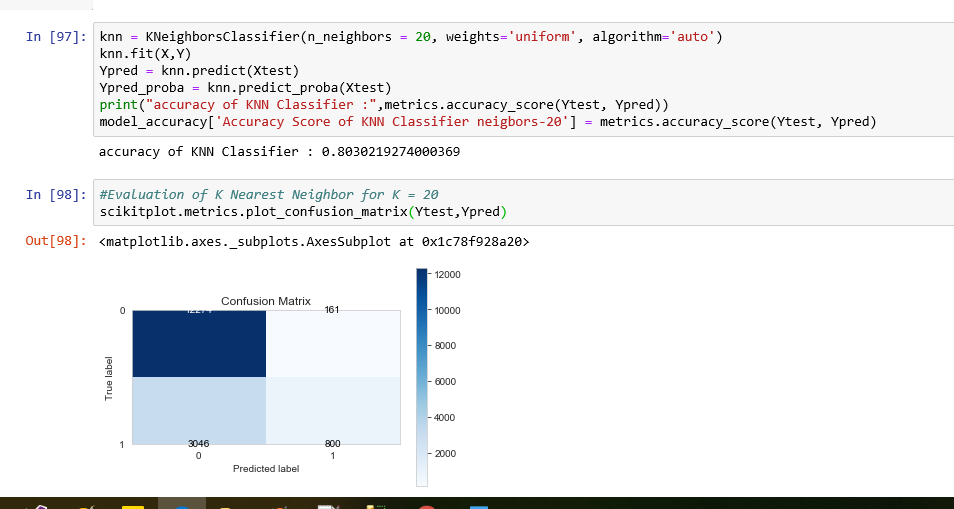 In [97]:
knn = KNeighborsClassifier(n_neighbors = 20, weights='uniform', algorithm='auto')
knn.fit(X,Y)
Ypred = knn.predict(Xtest)
Ypred_proba = knn.predict_proba(Xtest)
print("accuracy of KNN Classifier :",metrics.accuracy_score(Ytest, Ypred))
model_accuracy['Accuracy Score of KNN Classifier neigbors-20'] = metrics.accuracy_score(Ytest, Ypred)
accuracy of KNN Classifier : 0.8030219274000369
In [98]:
#Evaluation of K Nearest Neighbor for K = 20
scikitplot.metrics.plot_confusion_matrix(Ytest,Ypred)
Out[98]:
<matplotlib.axes._subplots.AxesSubplot at 0x1c78f928a20>
Confusion Matrix
0
161
True label
1
3046
800
0
1
Predicted label
12000
10000
8000
6000
4000
2000